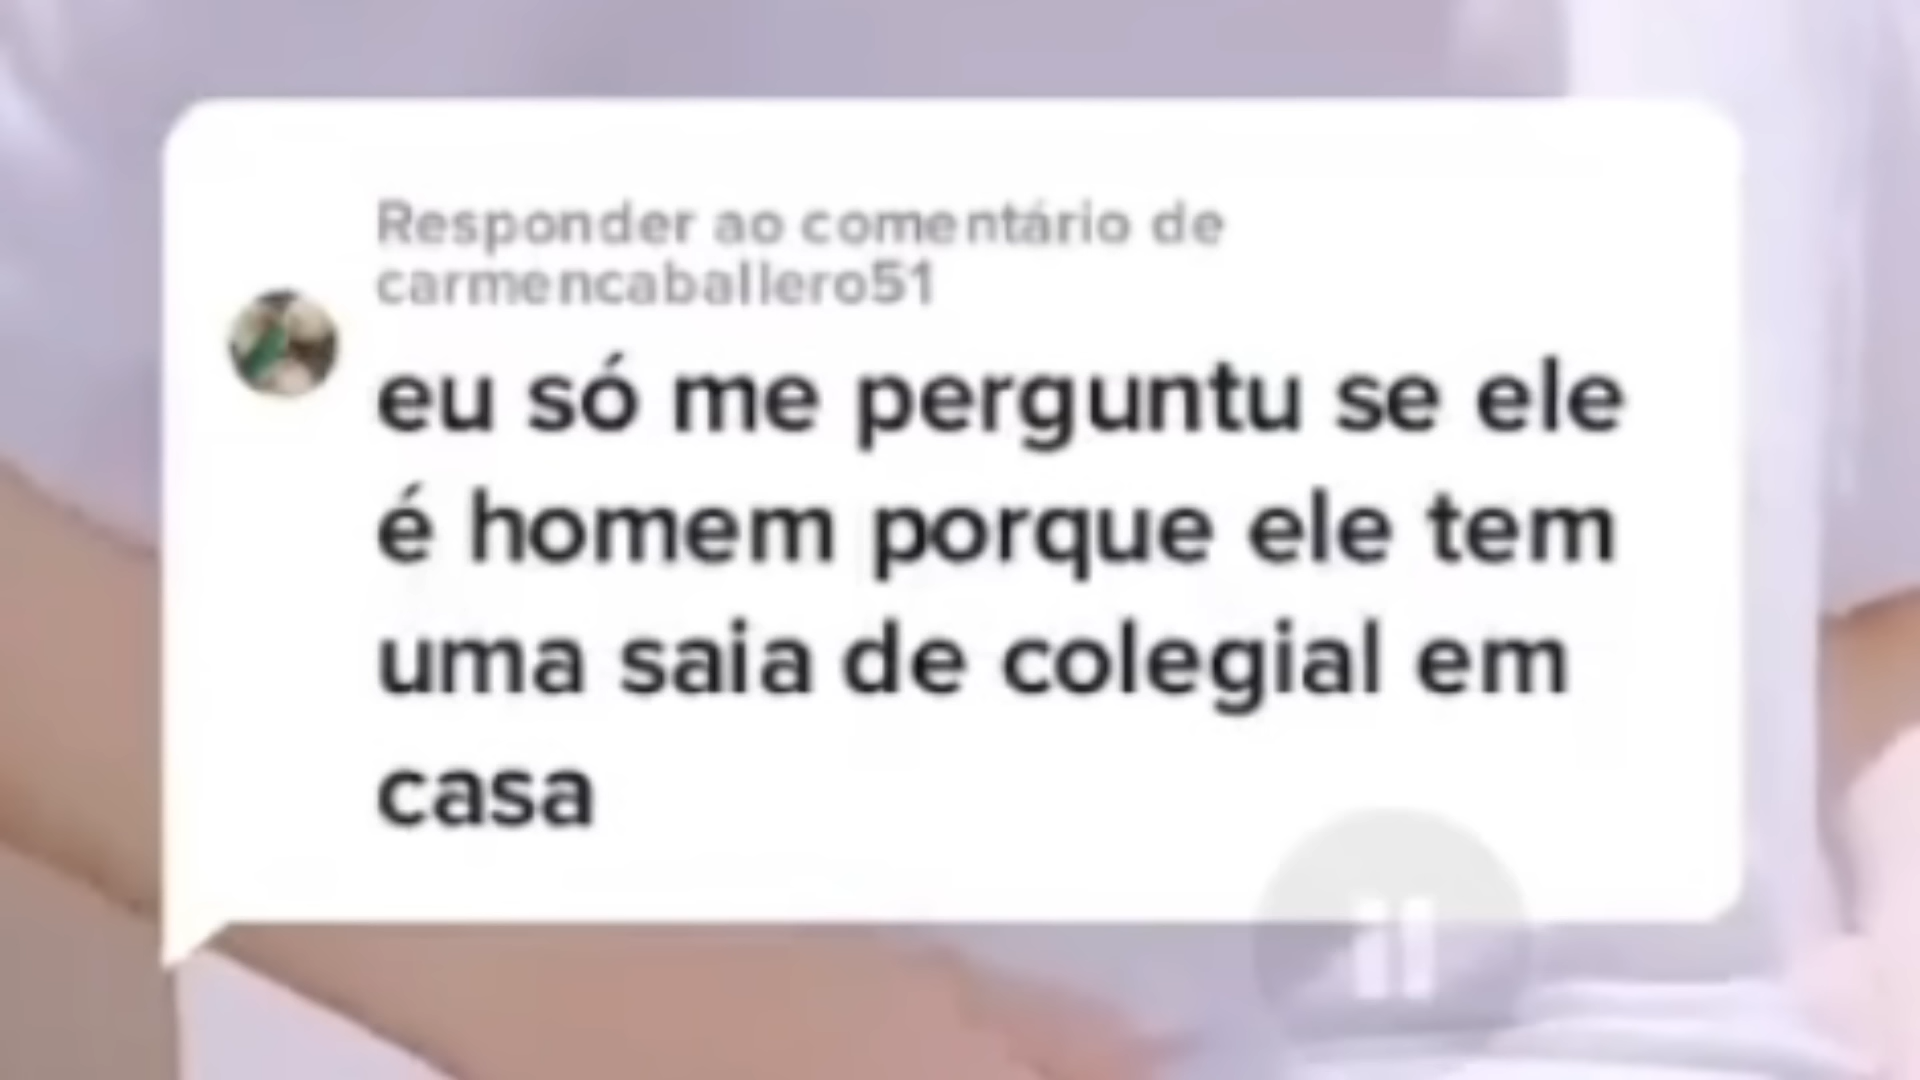 Responder ao comentário de
carmencaballero51
eu só me perguntu se ele
é homem porque ele tem
uma saia de colegial em
casa